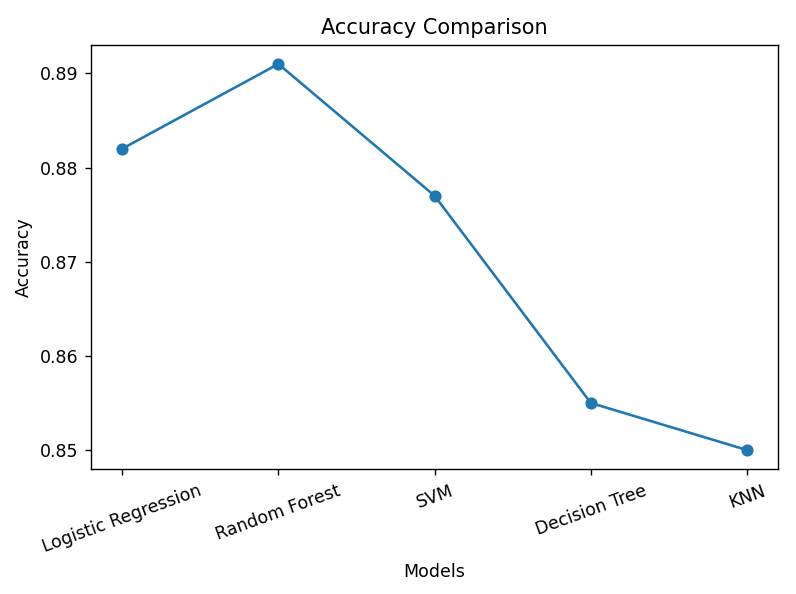 Accuracy Comparison
0.89
0.88
0.87
0.86
0.85
Accuracy
Logistic Regression
Random Forest
SVM
Decision Tree
KNN
Models